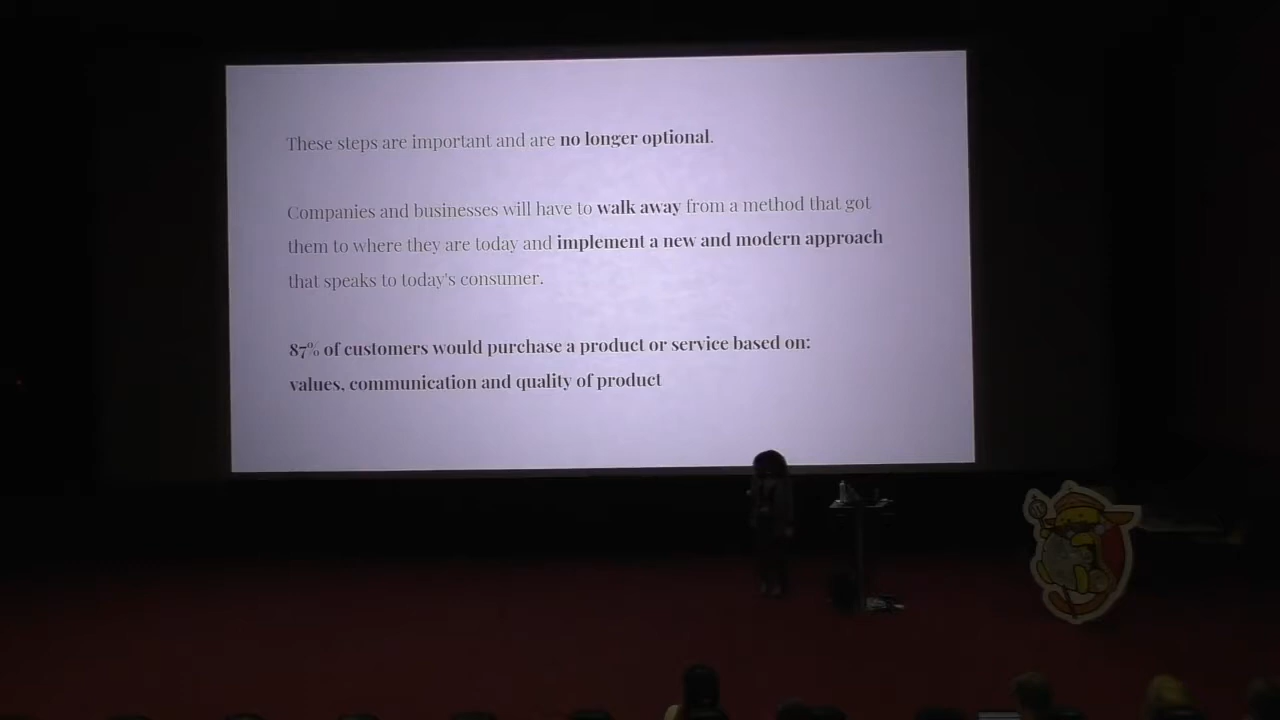 These steps are important and are no longer optional.
Companies and businesses will have to walk away from a method that got
them to where they are today and implement a new and modern approach
that speaks to today's consumer.
87% of customers would purchase a product or service based on:
values, communication and quality of product